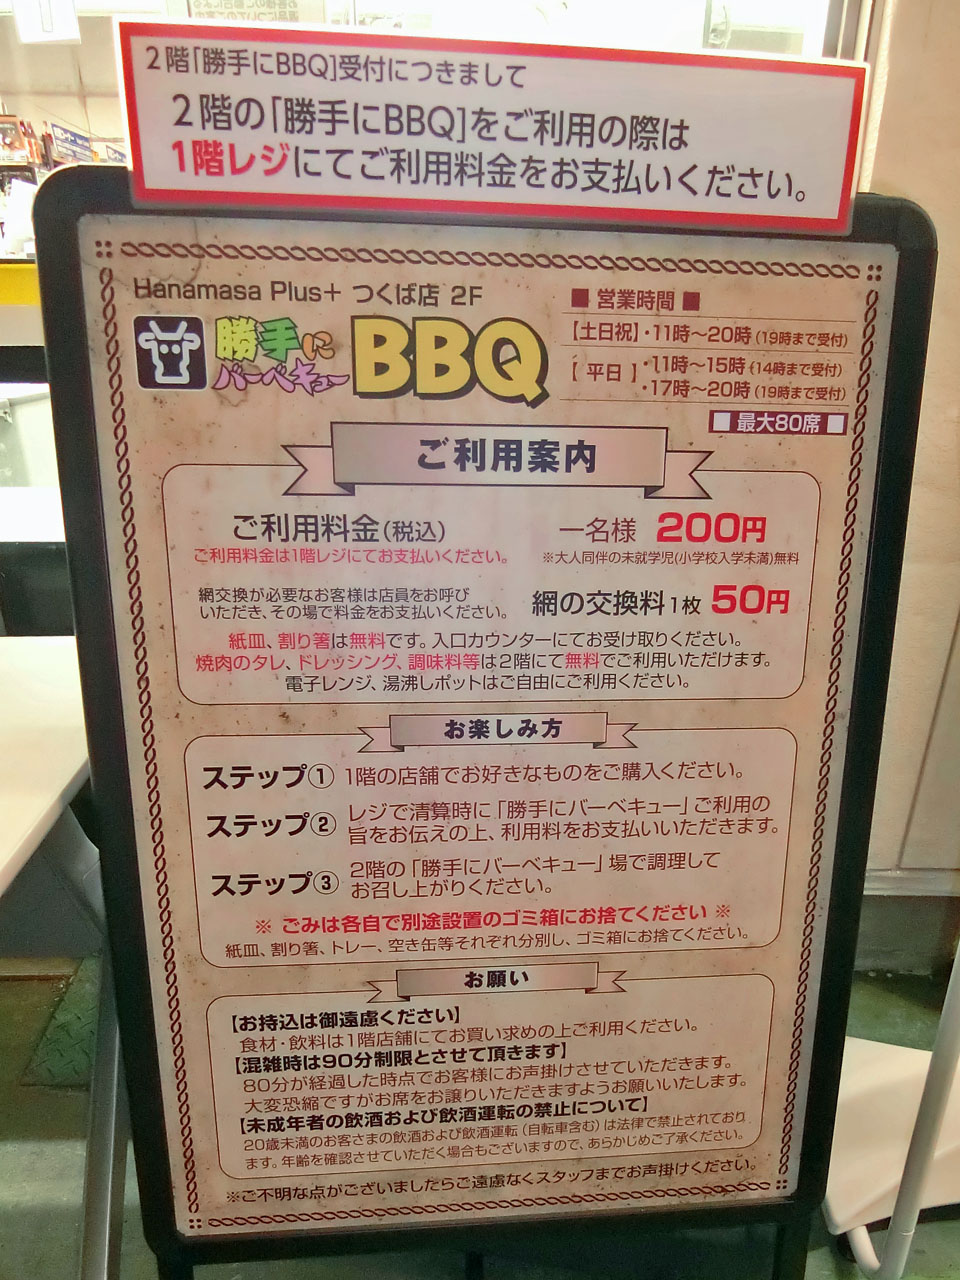 2階「勝手にBBQ」受付につきまして
2階の「勝手にBBQ」をご利用の際は
1階レジにてご利用料金をお支払いください。
Hanamasa Plus+ つくば店 2F
勝手に
バーベキュー
BBQ
■ 営業時間 ■
【土日祝】・11時～20時(19時まで受付)
【平日】・11時～15時(14時まで受付)
・17時～20時(19時まで受付)
■ 最大80席 ■
ご利用案内
ご利用料金(税込) 一名様 200円
ご利用料金は1階レジにてお支払いください。
※大人同伴の未就学児(小学校入学未満)無料
網交換が必要なお客様は店員をお呼び
いただき、その場で料金をお支払いください。
網の交換料1枚 50円
紙皿、割り箸は無料です。入口カウンターにてお受け取りください。
焼肉のタレ、ドレッシング、調味料等は2階にて無料でご利用いただけます。
電子レンジ、湯沸しポットはご自由にご利用ください。
お楽しみ方
ステップ① 1階の店舗でお好きなものをご購入ください。
ステップ② レジで清算時に「勝手にバーベキュー」ご利用の
旨をお伝えの上、利用料をお支払いいただきます。
ステップ③ 2階の「勝手にバーベキュー」場で調理して
お召し上がりください。
※ ごみは各自で別途設置のゴミ箱にお捨てください ※
紙皿、割り箸、トレー、空き缶等それぞれ分別し、ゴミ箱にお捨てください。
お願い
【お持込は御遠慮ください】
食材・飲料は1階店舗にてお買い求めの上ご利用ください。
【混雑時は90分制限とさせて頂きます】
80分が経過した時点でお客様にお声掛けさせていただきます。
大変恐縮ですがお席をお譲りいただきますようお願いいたします。
【未成年者の飲酒および飲酒運転の禁止について】
20歳未満のお客さまの飲酒および飲酒運転(自転車含む)は法律で禁止されており
ます。年齢を確認させていただく場合もございますので、あらかじめご了承ください。
※ご不明な点がございましたらご遠慮なくスタッフまでお声掛けください。